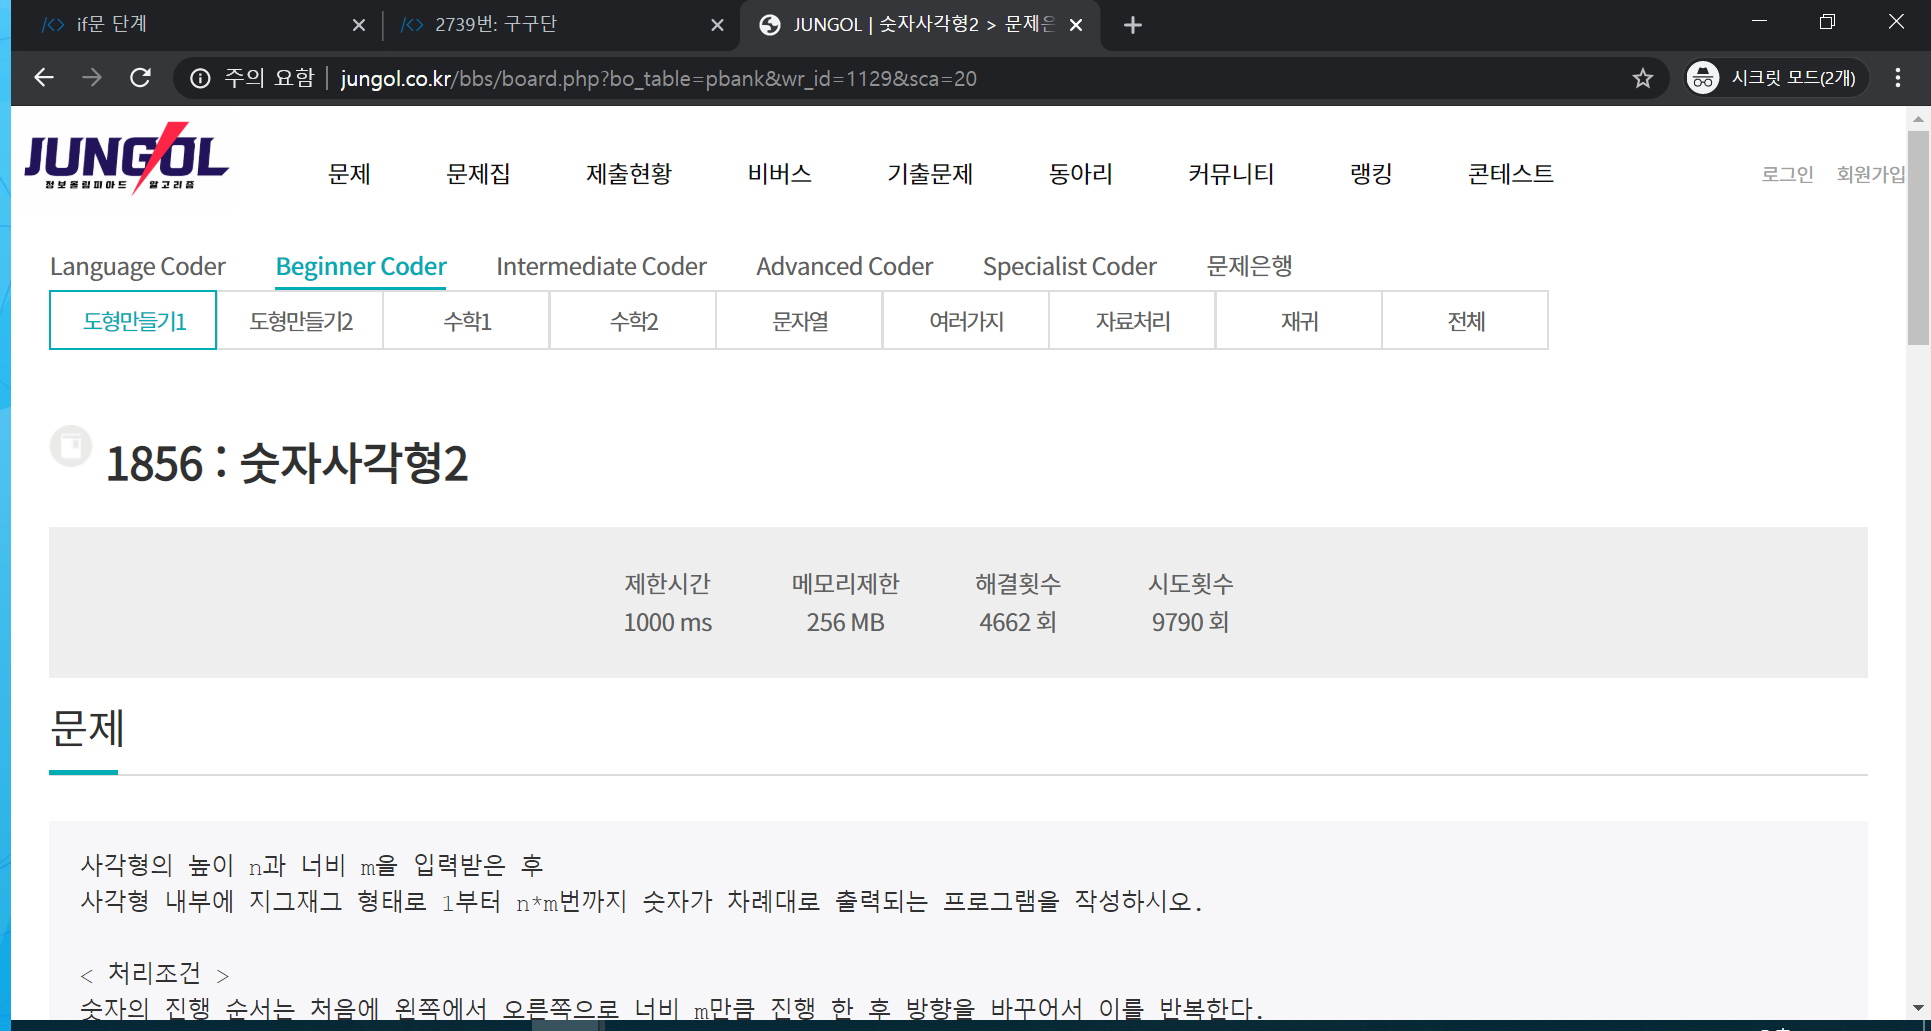 if문 단계
2739번: 구구단
JUNGOL | 숫자사각형2 > 문제은
주의 요함 | jungol.co.kr/bbs/board.php?bo_table=pbank&wr_id=1129&sca=20
시크릿 모드(2개)
JUNGOL
정보올림피아드 알고리즘
문제 문제집 제출현황 비버스 기출문제 동아리 커뮤니티 랭킹 콘테스트
로그인 회원가입
Language Coder Beginner Coder Intermediate Coder Advanced Coder Specialist Coder 문제은행
도형만들기1 도형만들기2 수학1 수학2 문자열 여러가지 자료처리 재귀 전체
1856 : 숫자사각형2
제한시간 메모리제한 해결횟수 시도횟수
1000 ms 256 MB 4662 회 9790 회
문제
사각형의 높이 n과 너비 m을 입력받은 후
사각형 내부에 지그재그 형태로 1부터 n*m번까지 숫자가 차례대로 출력되는 프로그램을 작성하시오.
< 처리조건 >
숫자의 진행 순서는 처음에 왼쪽에서 오른쪽으로 너비 m만큼 진행 한 후 방향을 바꾸어서 이를 반복한다.